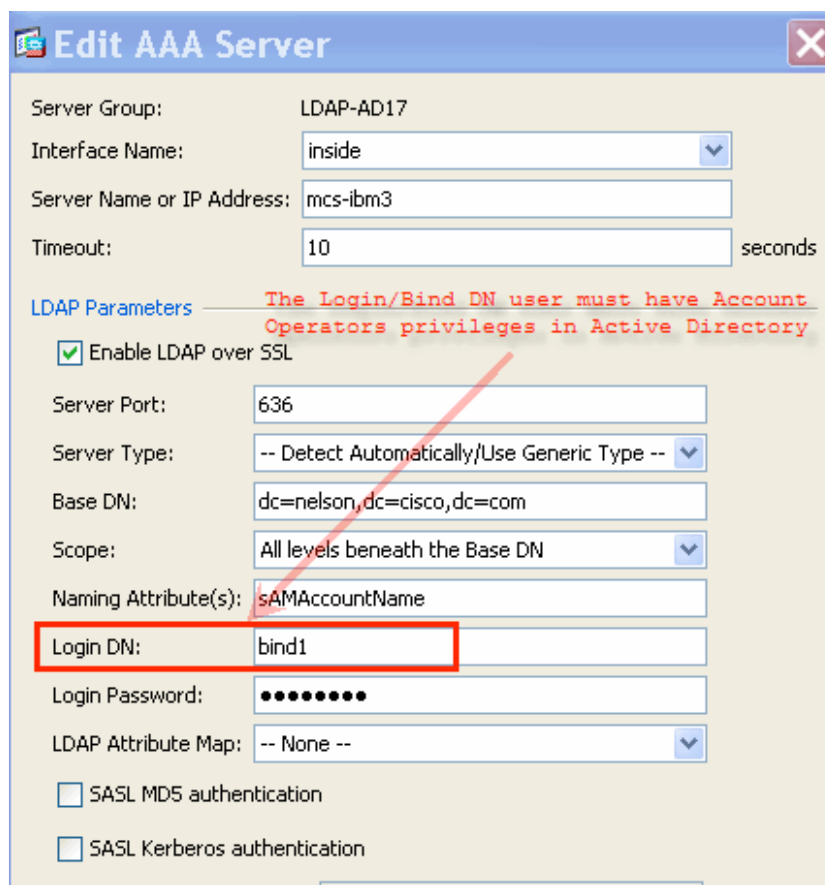 Edit AAA Server
Server Group: LDAP-AD17
Interface Name: inside
Server Name or IP Address: mcs-ibm3
Timeout: 10 seconds
The Login/Bind DN user must have Account
LDAP Parameters
Operators privileges in Active Directory
Enable LDAP over SSL
Server Port: 636
Server Type: -- Detect Automatically/Use Generic Type --
Base DN: dc=nelson,dc=cisco,dc=com
Scope: All levels beneath the Base DN
Naming Attribute(s): sAMAccountName
Login DN: bind1
Login Password: ●●●●●●●●
LDAP Attribute Map: -- None --
SASL MD5 authentication
SASL Kerberos authentication